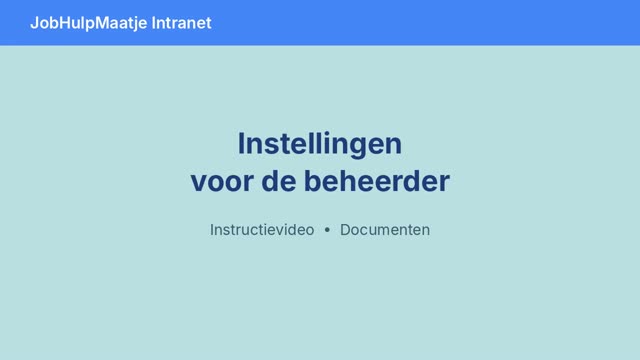 JobHulpMaatje Intranet
Instellingen
voor de beheerder
Instructievideo • Documenten